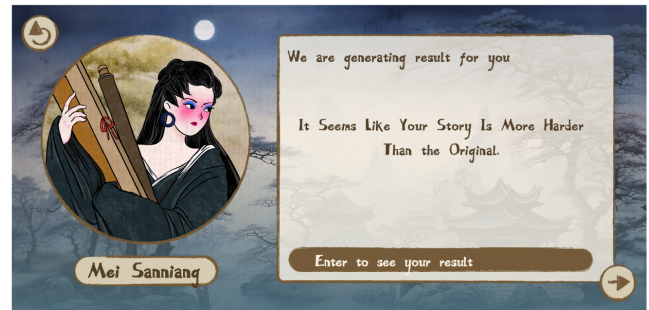 We are generating result for you
It Seems Like Your Story Is More Harder
Than the Original.
Enter to see your result
Mei Sanniang